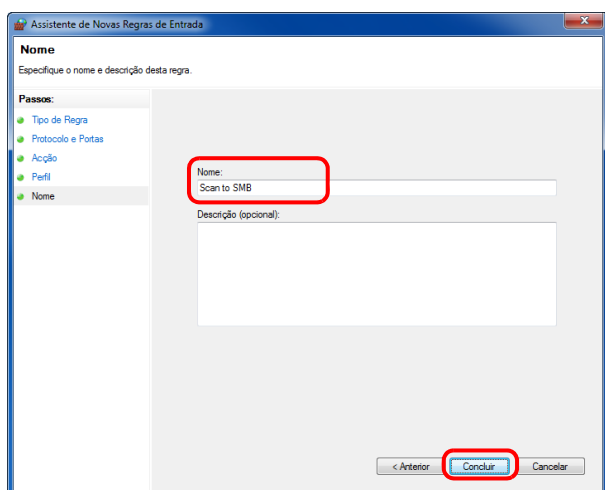 Assistente de Novas Regras de Entrada
Nome
Especifique o nome e descrição desta regra.
Passos:
Tipo de Regra
Protocolo e Portas
Acção
Perfil
Nome
Nome:
Scan to SMB
Descrição (opcional):
< Anterior Concluir Cancelar